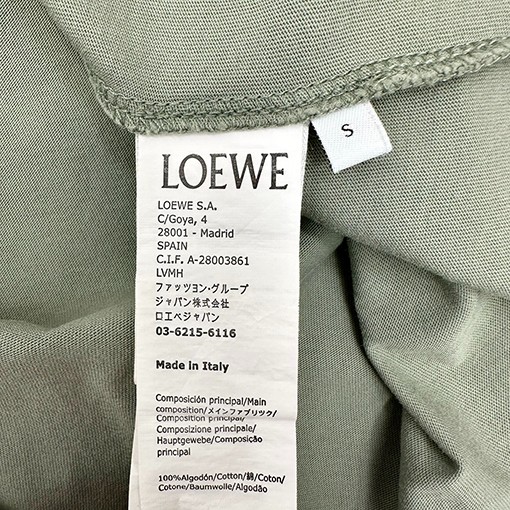 S
LOEWE
LOEWE S.A.
C/Goya, 4
28001 - Madrid
SPAIN
C.I.F. A-28003861
LVMH
ファッツョン・グループ
ジャパン株式会社
ロエベジャパン
03-6215-6116
Made in Italy
Composición principal/Main
composition/メインファブリック/
Composition principale/
Composizione principale/
Hauptgewebe/Composição
principal
100%Algodón/Cotton/綿/Coton/
Cotone/Baumwolle/Algodão